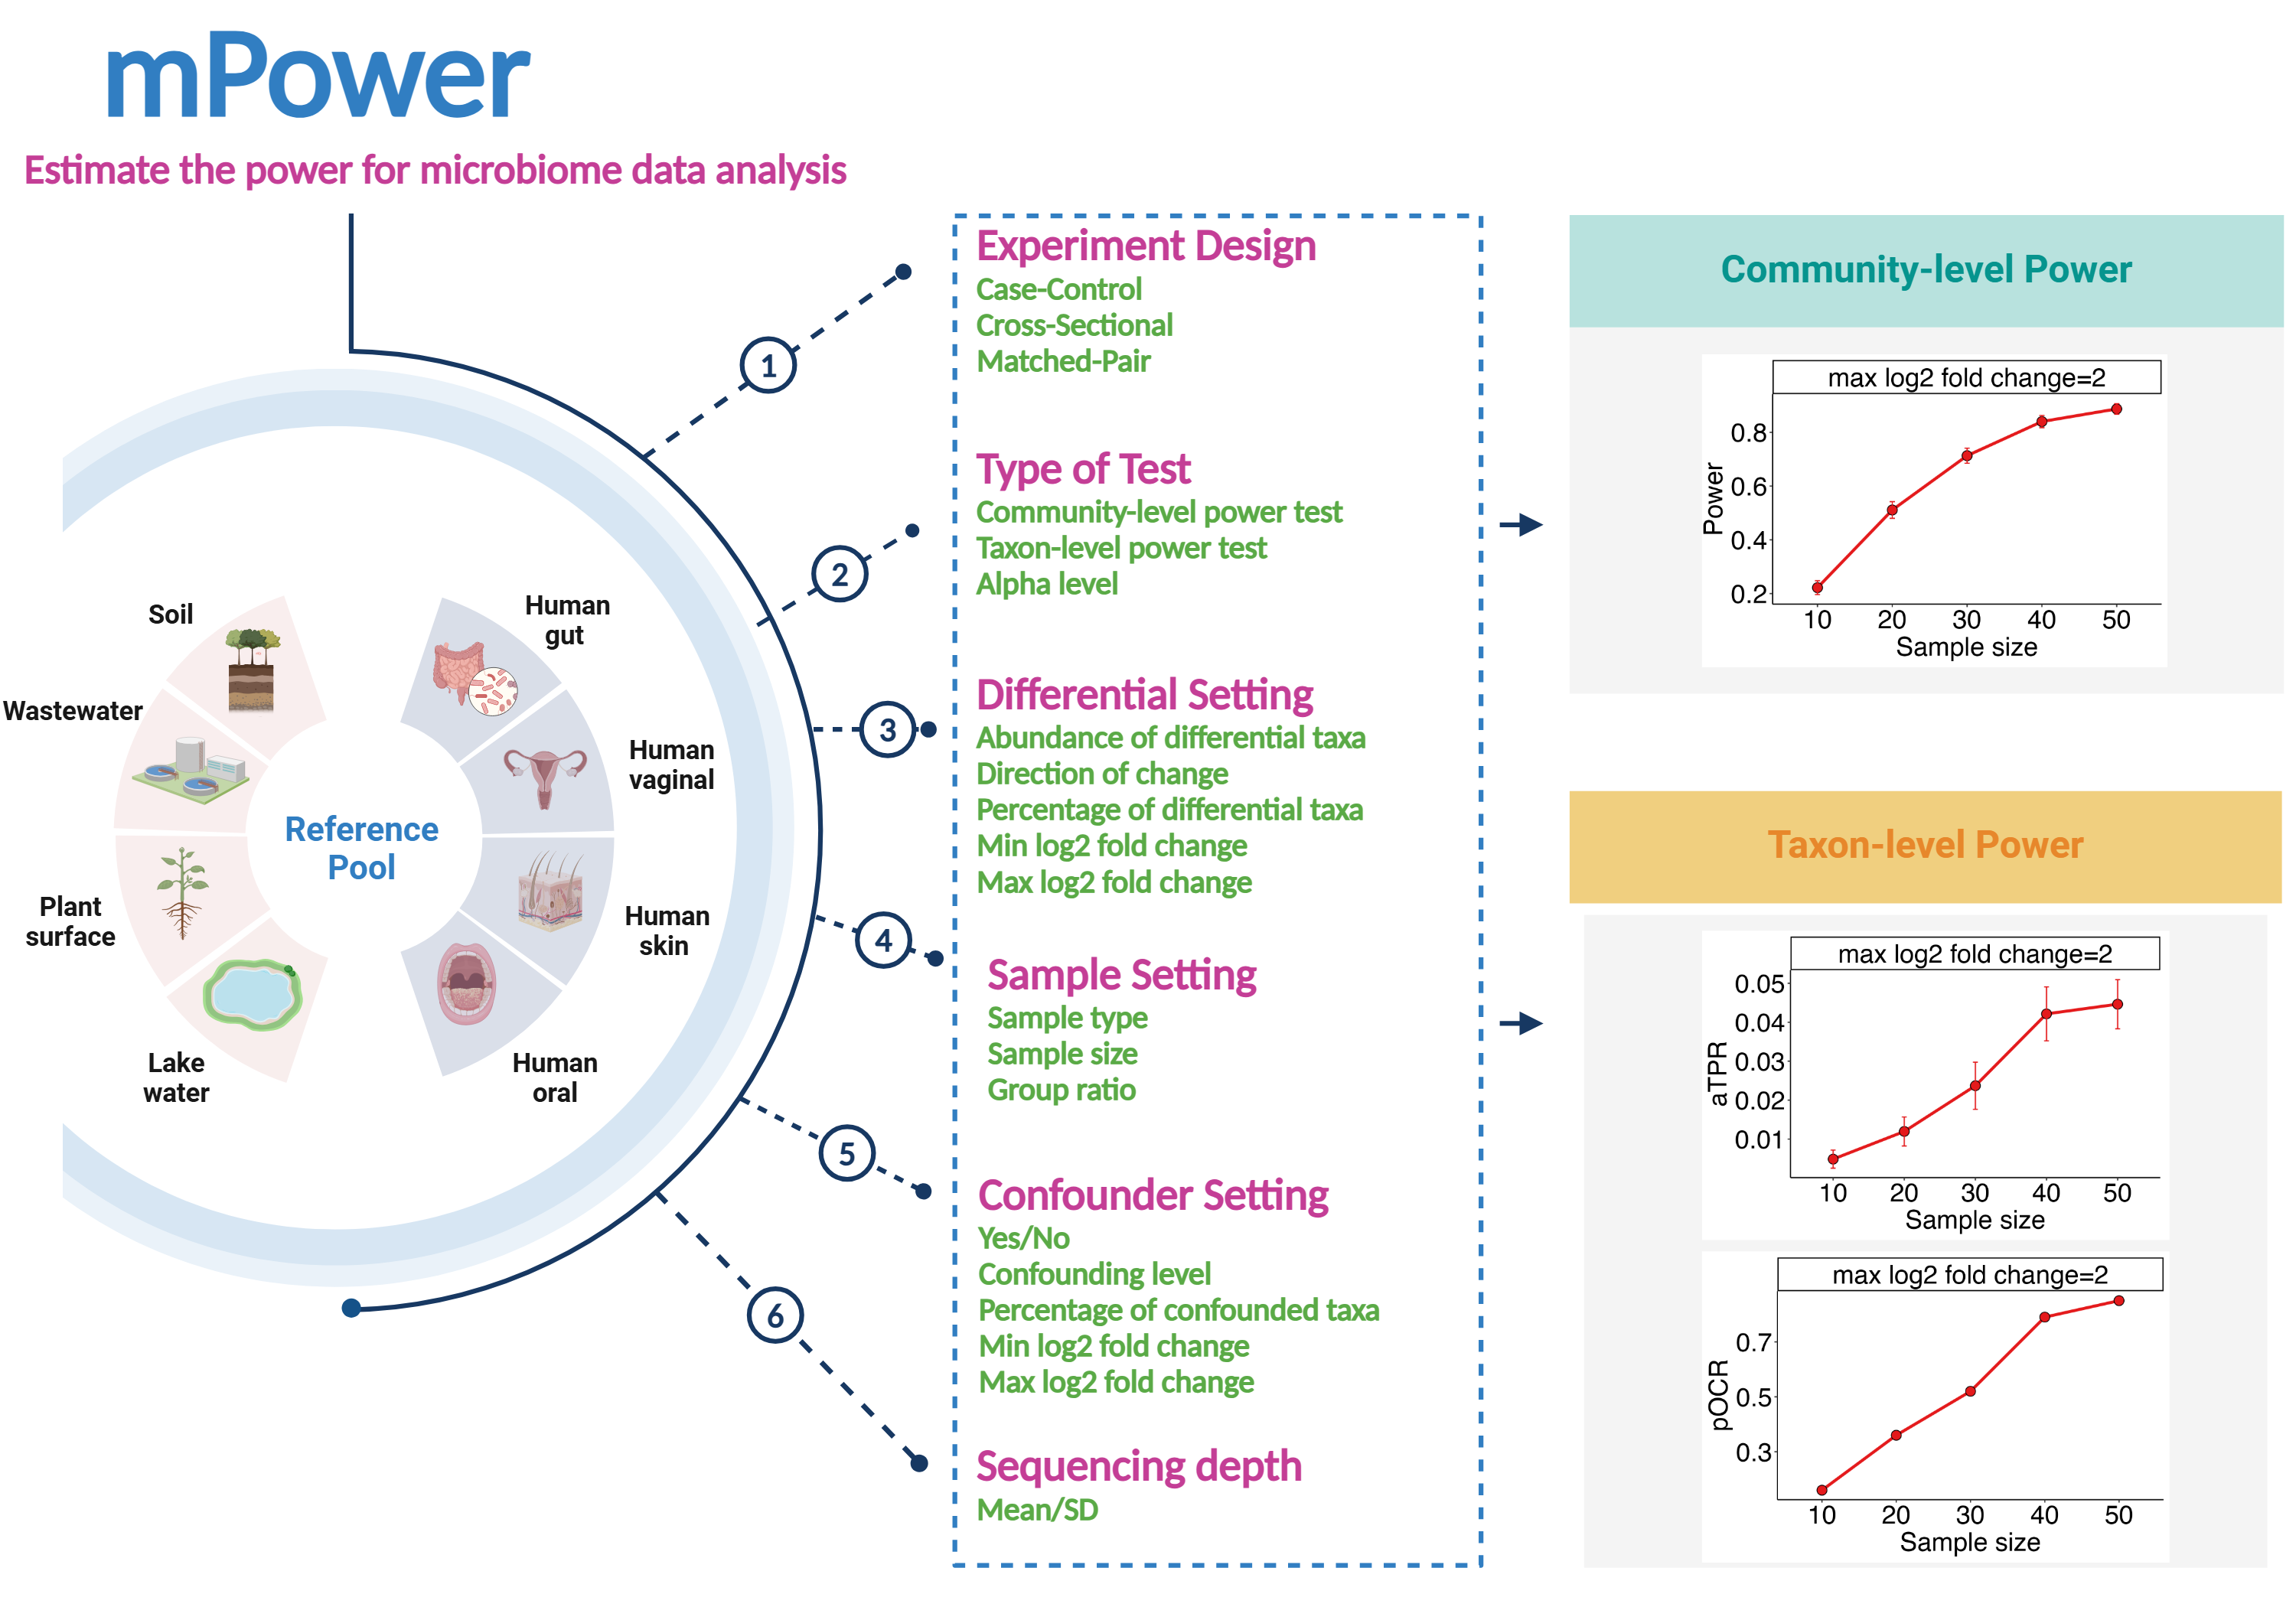 mPower
Estimate the power for microbiome data analysis
Soil
Wastewater
Plant
surface
Lake
water
Reference
Pool
Human
gut
Human
vaginal
Human
skin
Human
oral
1
2
3
4
5
6
Experiment Design
Case-Control
Cross-Sectional
Matched-Pair
Type of Test
Community-level power test
Taxon-level power test
Alpha level
Differential Setting
Abundance of differential taxa
Direction of change
Percentage of differential taxa
Min log2 fold change
Max log2 fold change
Sample Setting
Sample type
Sample size
Group ratio
Confounder Setting
Yes/No
Confounding level
Percentage of confounded taxa
Min log2 fold change
Max log2 fold change
Sequencing depth
Mean/SD
Community-level Power
max log2 fold change=2
Power
0.8
0.6
0.4
0.2
10 20 30 40 50
Sample size
Taxon-level Power
max log2 fold change=2
aTPR
0.05
0.04
0.03
0.02
0.01
10 20 30 40 50
Sample size
max log2 fold change=2
pOCR
0.7
0.5
0.3
10 20 30 40 50
Sample size